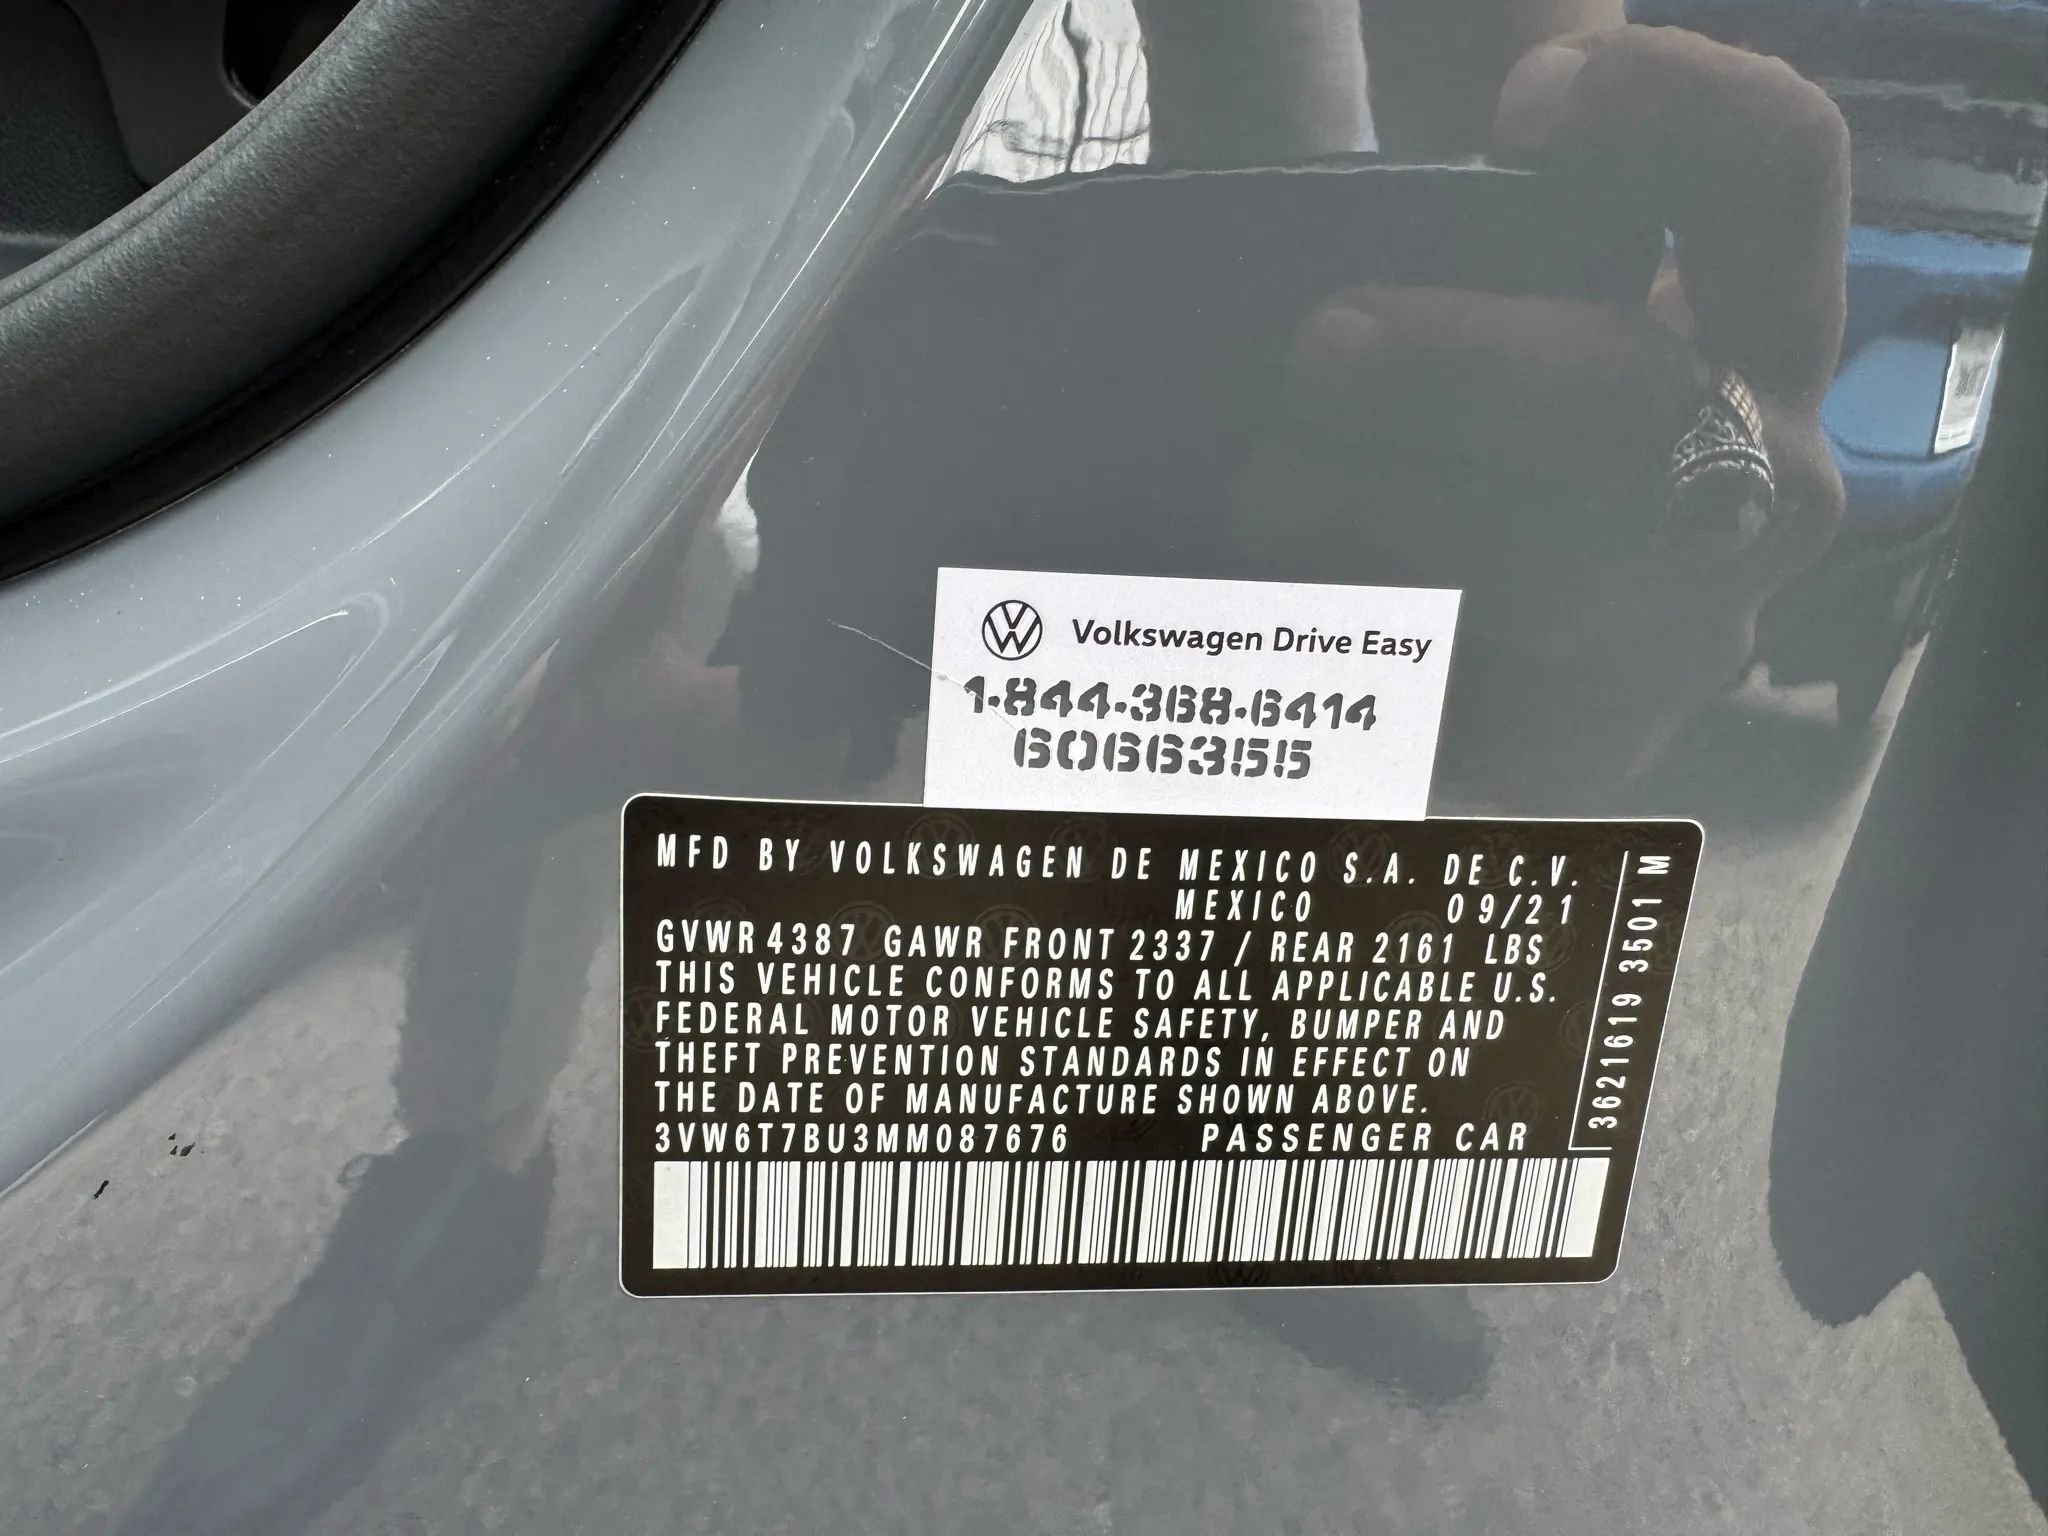 Volkswagen Drive Easy
1-844-368-6414
6066355
MFD BY VOLKSWAGEN DE MEXICO S.A. DE C.V.
MEXICO 09/21
GVWR 4387 GAWR FRONT 2337 / REAR 2161 LBS
THIS VEHICLE CONFORMS TO ALL APPLICABLE U.S.
FEDERAL MOTOR VEHICLE SAFETY, BUMPER AND
THEFT PREVENTION STANDARDS IN EFFECT ON
THE DATE OF MANUFACTURE SHOWN ABOVE.
3VW6T7BU3MM087676 PASSENGER CAR
3621619 3501 M